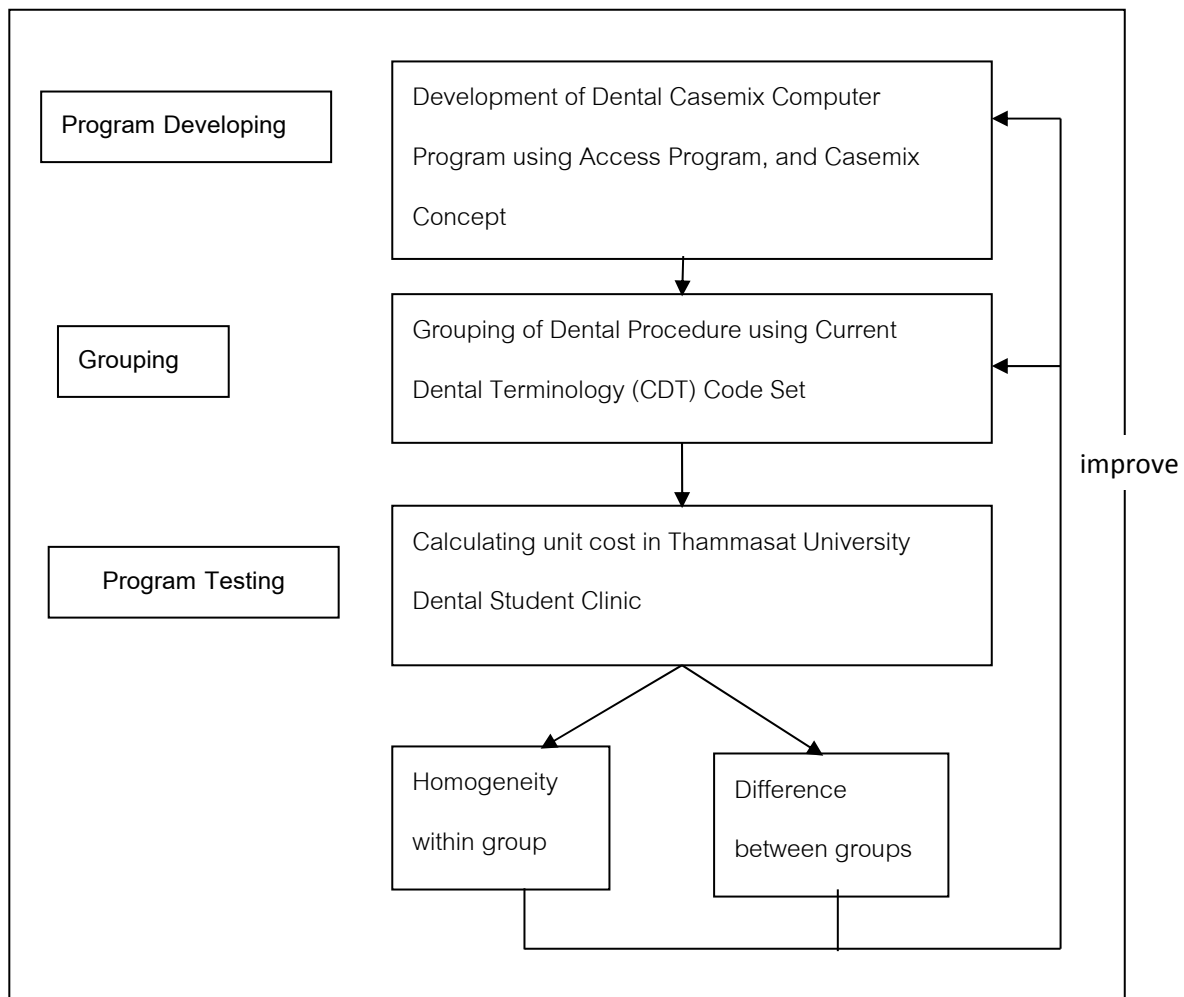 Program Developing
Development of Dental Casemix Computer
Program using Access Program, and Casemix
Concept
Grouping
Grouping of Dental Procedure using Current
Dental Terminology (CDT) Code Set
improve
Program Testing
Calculating unit cost in Thammasat University
Dental Student Clinic
Homogeneity
within group
Difference
between groups